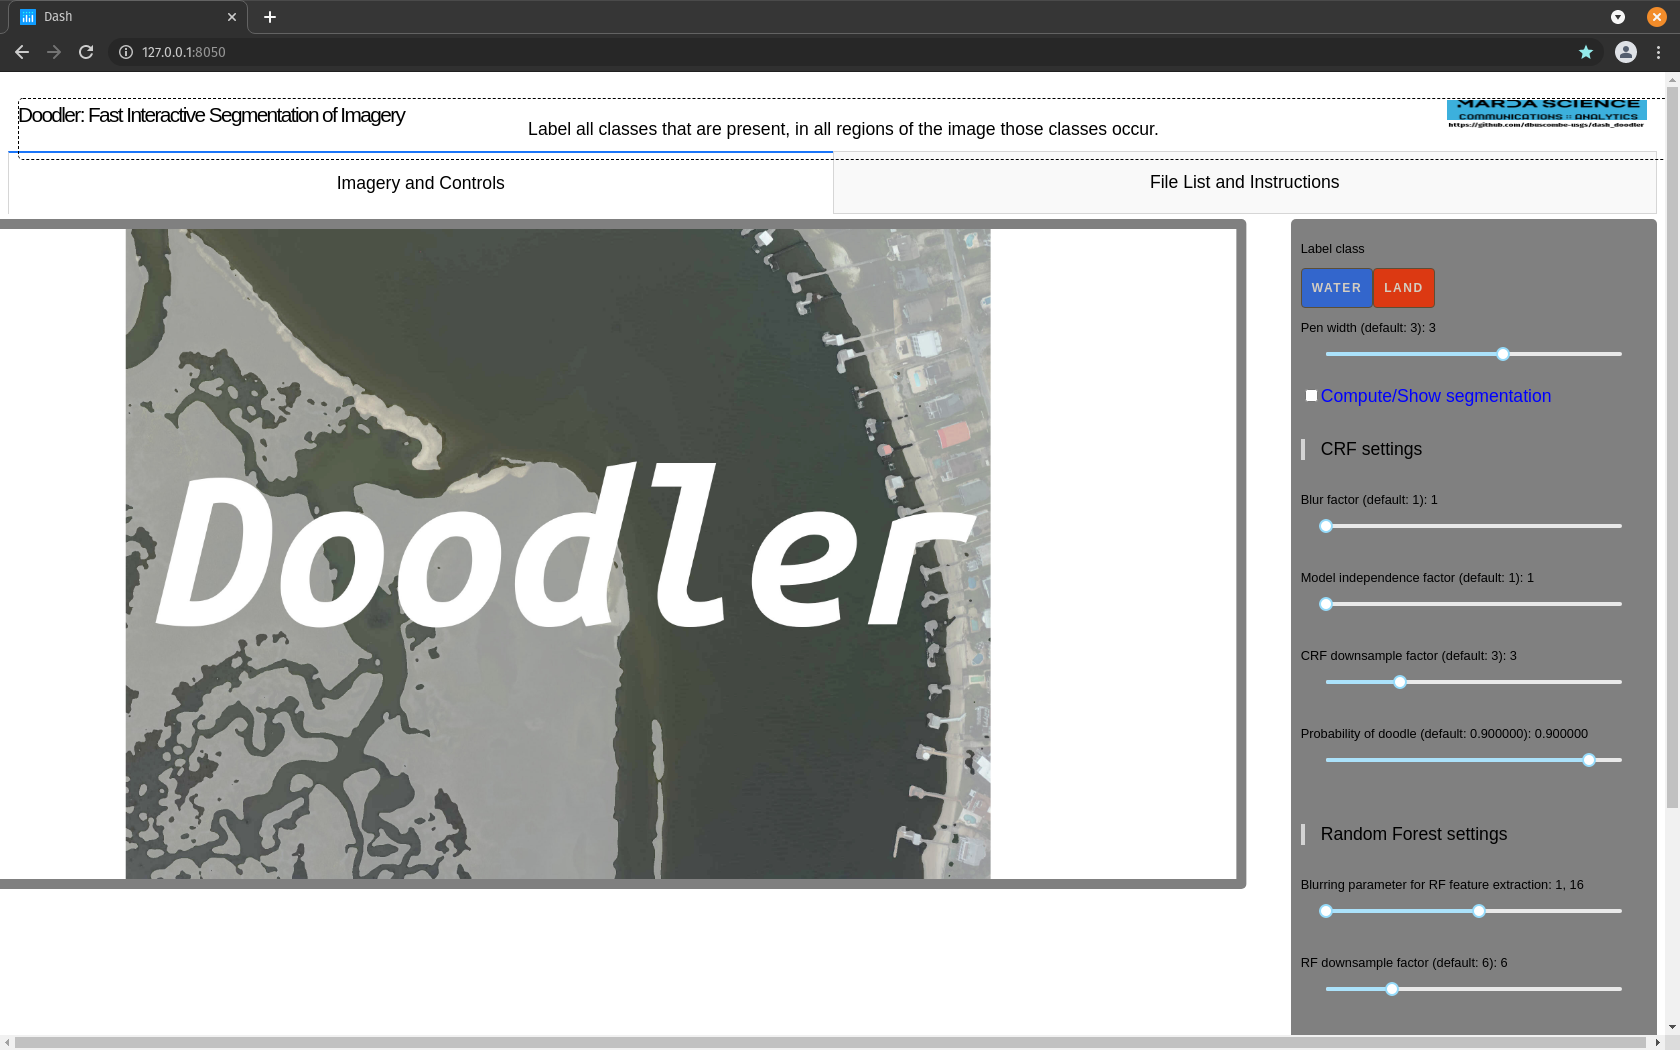 Dash
127.0.0.1:8050
Doodler: Fast Interactive Segmentation of Imagery
Label all classes that are present, in all regions of the image those classes occur.
MARDA SCIENCE
COMMUNICATIONS :: ANALYTICS
https://github.com/dbuscombe-usgs/dash_doodler
Imagery and Controls
File List and Instructions
Doodler
Label class
WATER LAND
Pen width (default: 3): 3
Compute/Show segmentation
CRF settings
Blur factor (default: 1): 1
Model independence factor (default: 1): 1
CRF downsample factor (default: 3): 3
Probability of doodle (default: 0.900000): 0.900000
Random Forest settings
Blurring parameter for RF feature extraction: 1, 16
RF downsample factor (default: 6): 6